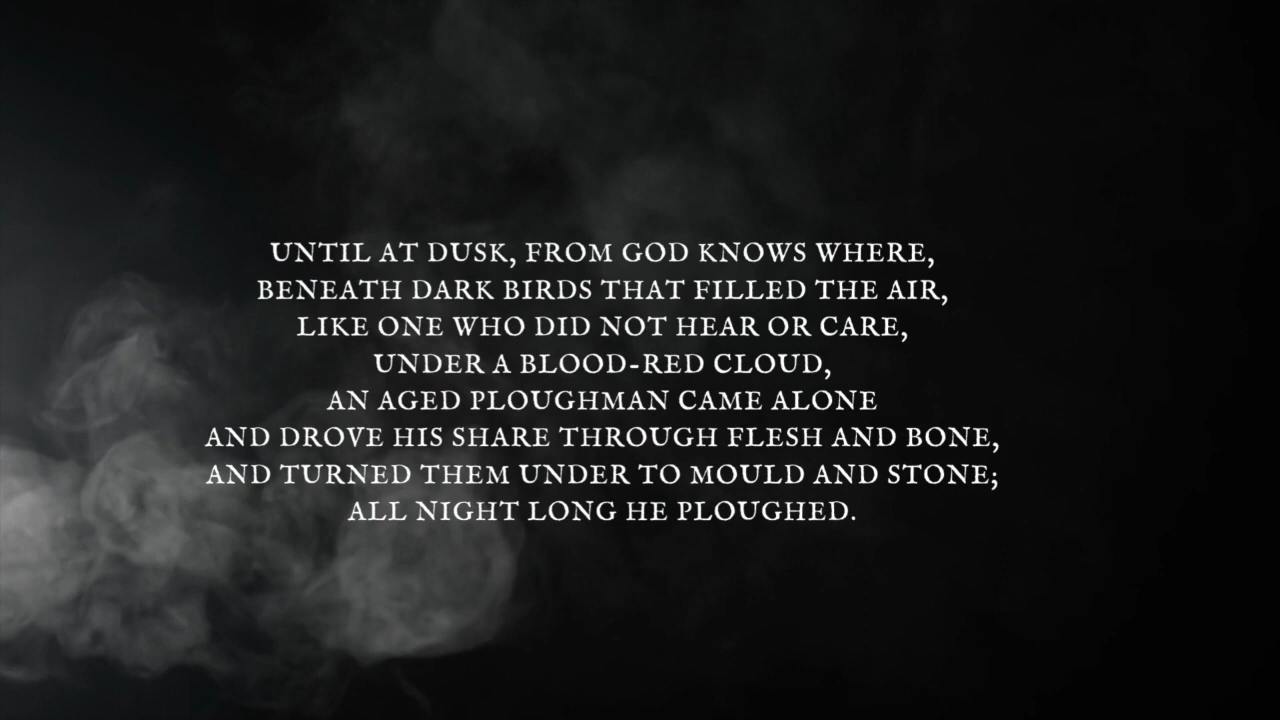 UNTIL AT DUSK, FROM GOD KNOWS WHERE,
BENEATH DARK BIRDS THAT FILLED THE AIR,
LIKE ONE WHO DID NOT HEAR OR CARE,
UNDER A BLOOD-RED CLOUD,
AN AGED PLOUGHMAN CAME ALONE
AND DROVE HIS SHARE THROUGH FLESH AND BONE,
AND TURNED THEM UNDER TO MOULD AND STONE;
ALL NIGHT LONG HE PLOUGHED.